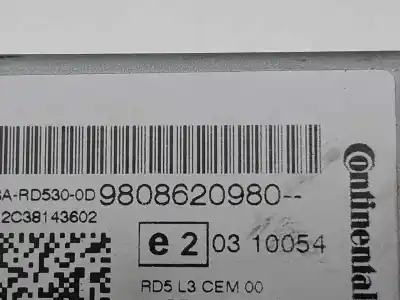 A-RD530-0D 9808620980--
2C38143602
e 2 03 10054
RD5 L3 CEM 00
Continental